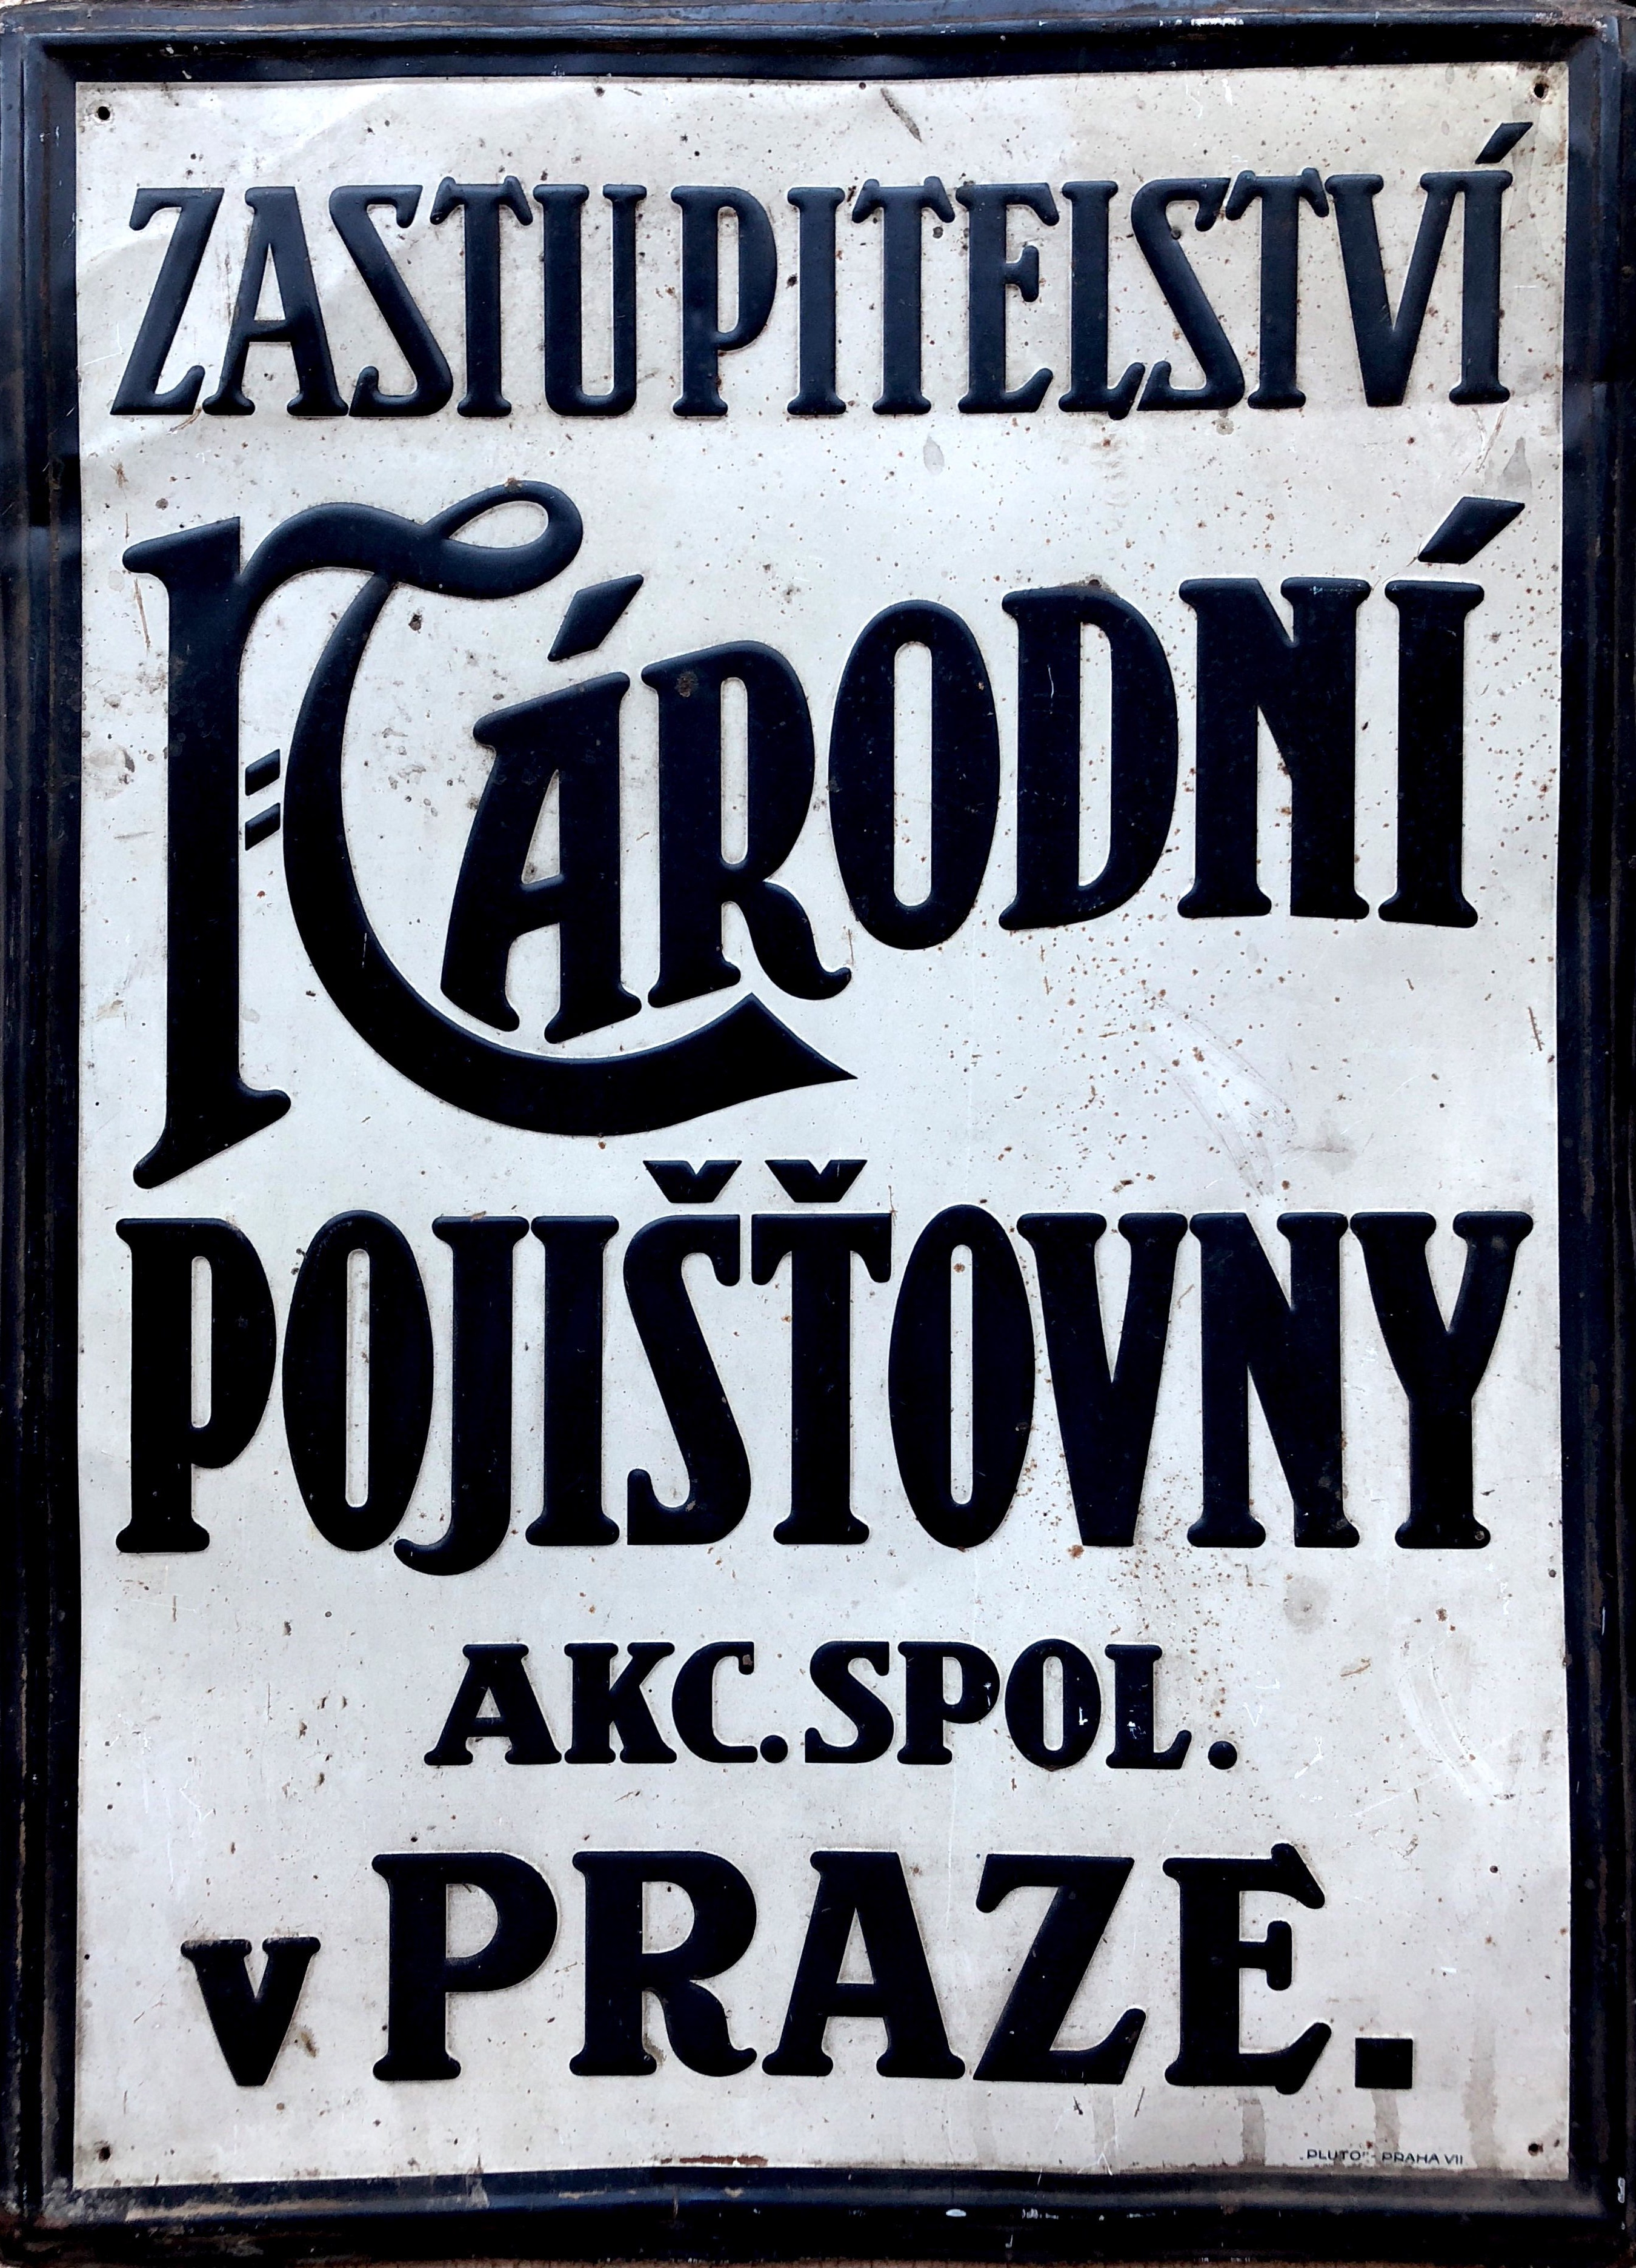 ZASTUPITELSTVÍ
NÁRODNÍ
POJIŠŤOVNY
AKC. SPOL.
v PRAZE.
„PLUTO" - PRAHA VII